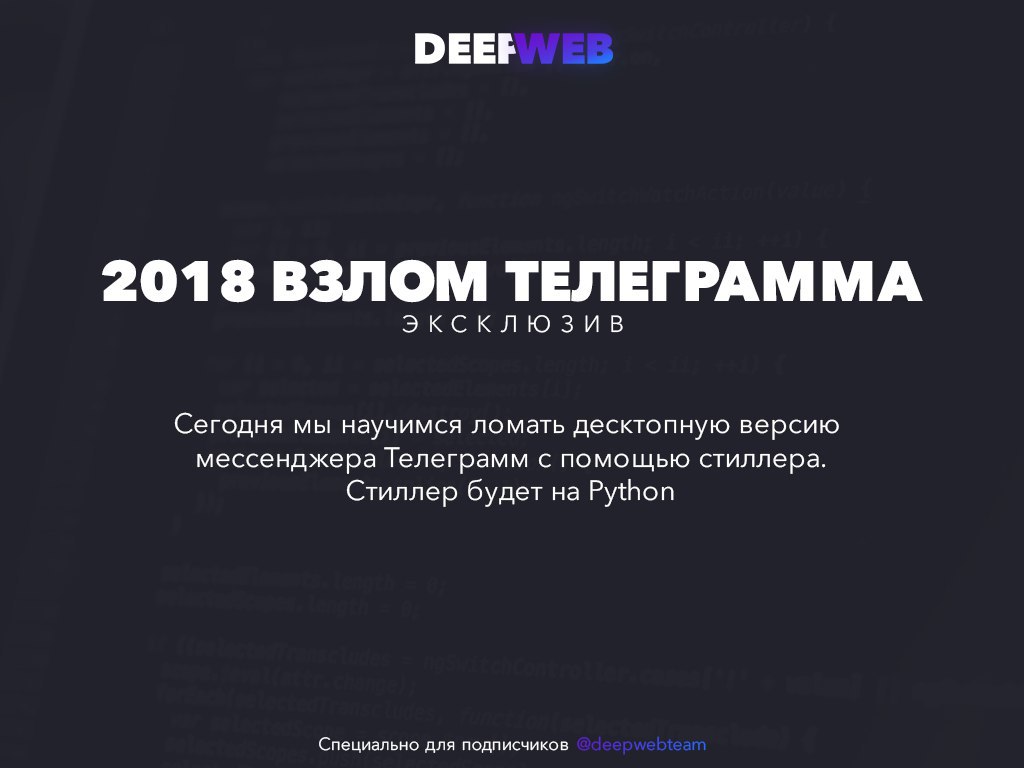 DEEPWEB
2018 ВЗЛОМ ТЕЛЕГРАММА
ЭКСКЛЮЗИВ
Сегодня мы научимся ломать десктопную версию
мессенджера Телеграмм с помощью стиллера.
Стиллер будет на Python
Специально для подписчиков @deepwebteam